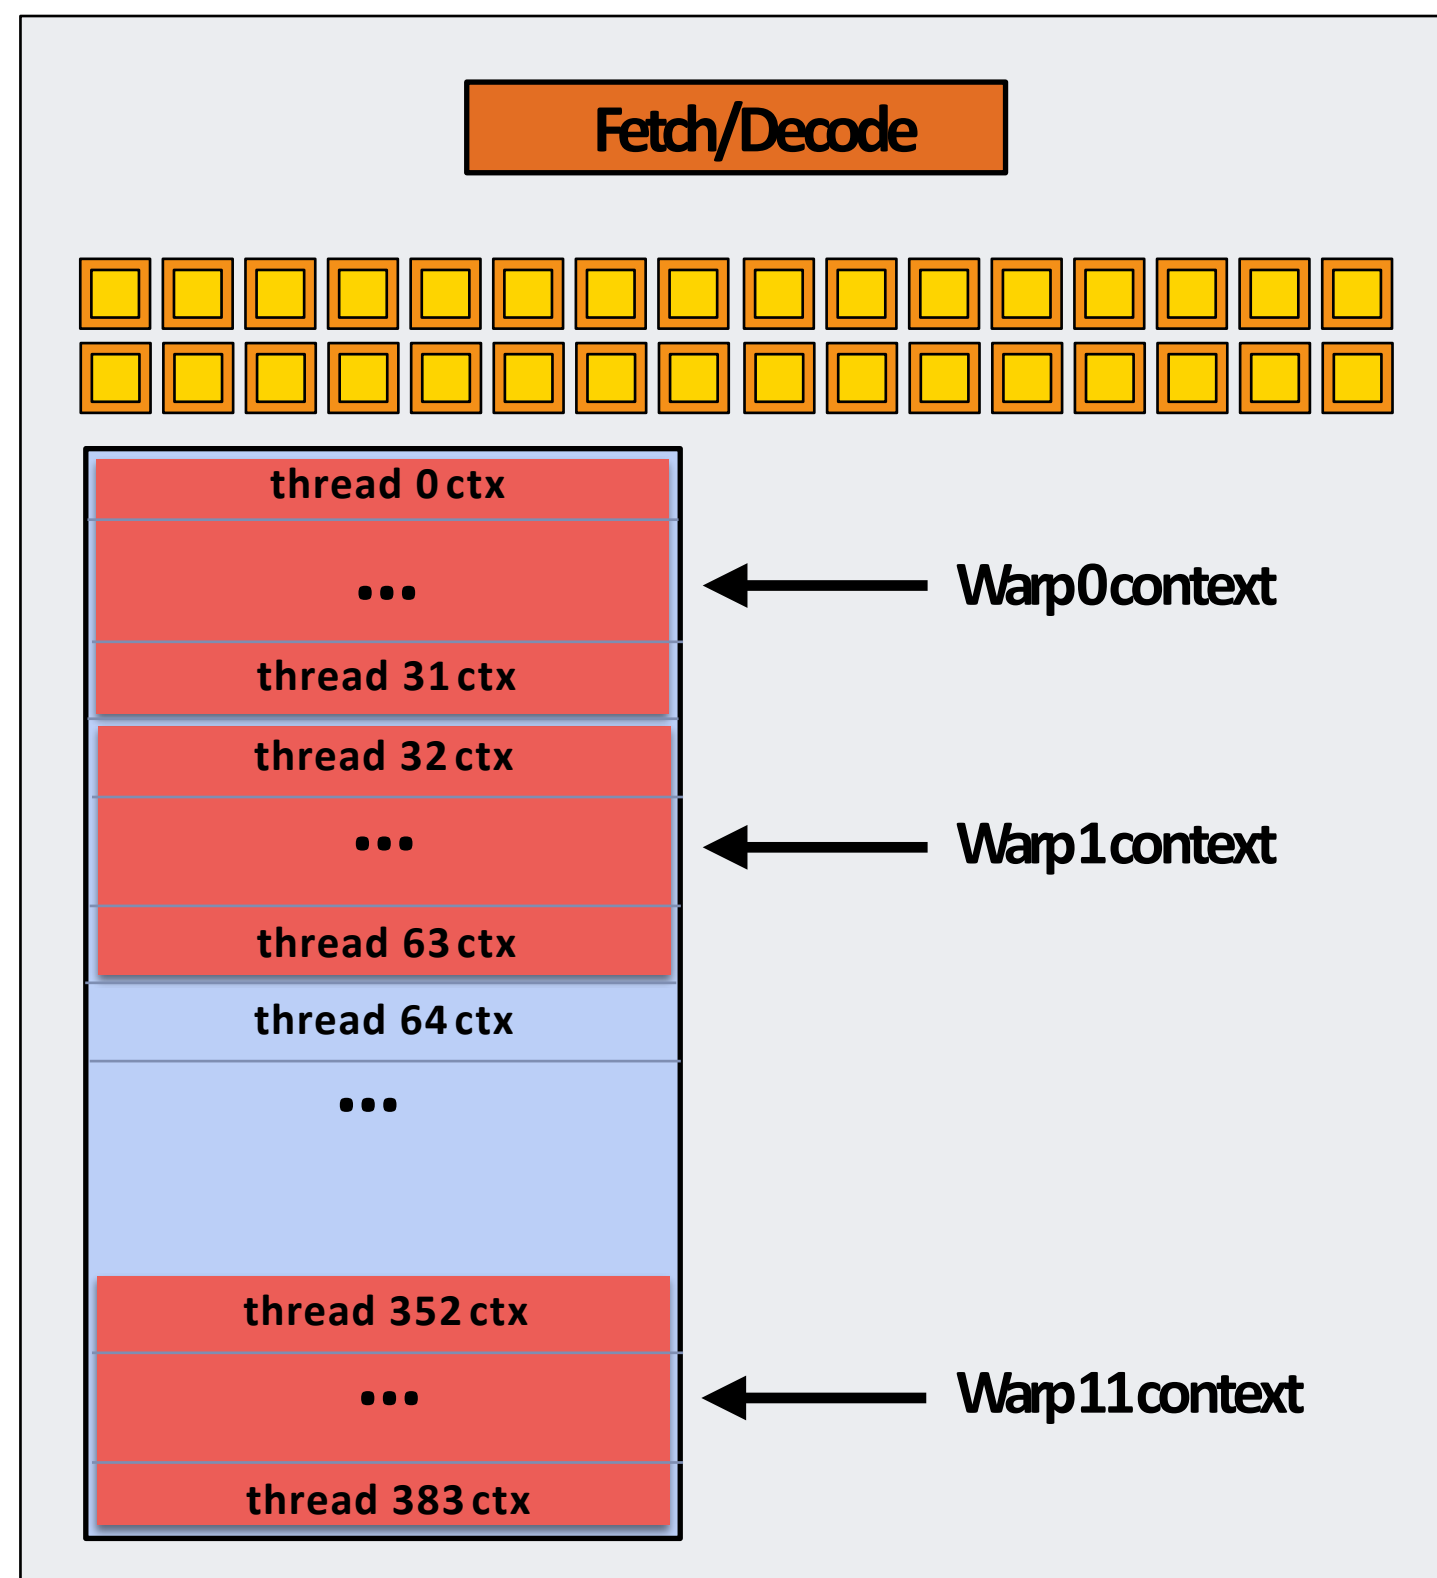 Fetch/Decode
thread 0 ctx
...
Warp 0 context
thread 31 ctx
thread 32 ctx
...
Warp 1 context
thread 63 ctx
thread 64 ctx
...
thread 352 ctx
...
Warp 11 context
thread 383 ctx